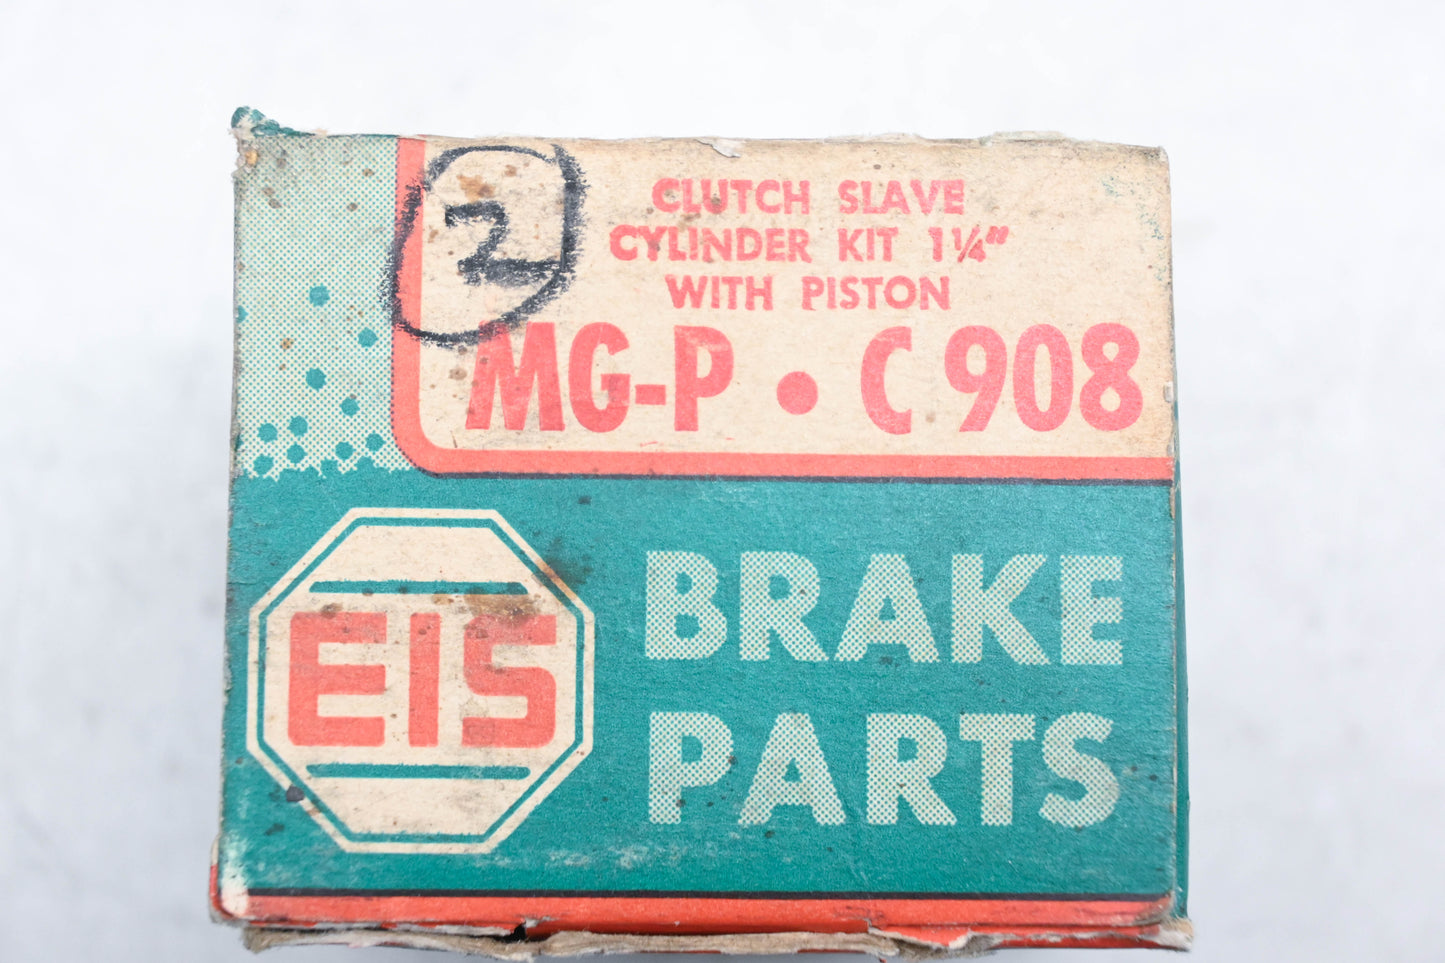 2
CLUTCH SLAVE
CYLINDER KIT 1¼"
WITH PISTON
MG-P • C 908
EIS
BRAKE
PARTS